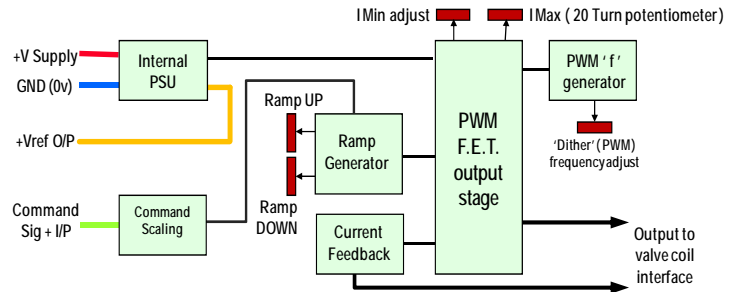 I Min adjust
I Max ( 20 Turn potentiometer)
+V Supply
GND (0v)
Internal
PSU
PWM ‘ f ’
generator
+Vref O/P
Ramp UP
Ramp
Generator
PWM
F.E.T.
output
stage
‘Dither’ (PWM)
frequency adjust
Command
Sig + I/P
Command
Scaling
Ramp
DOWN
Current
Feedback
Output to
valve coil
interface